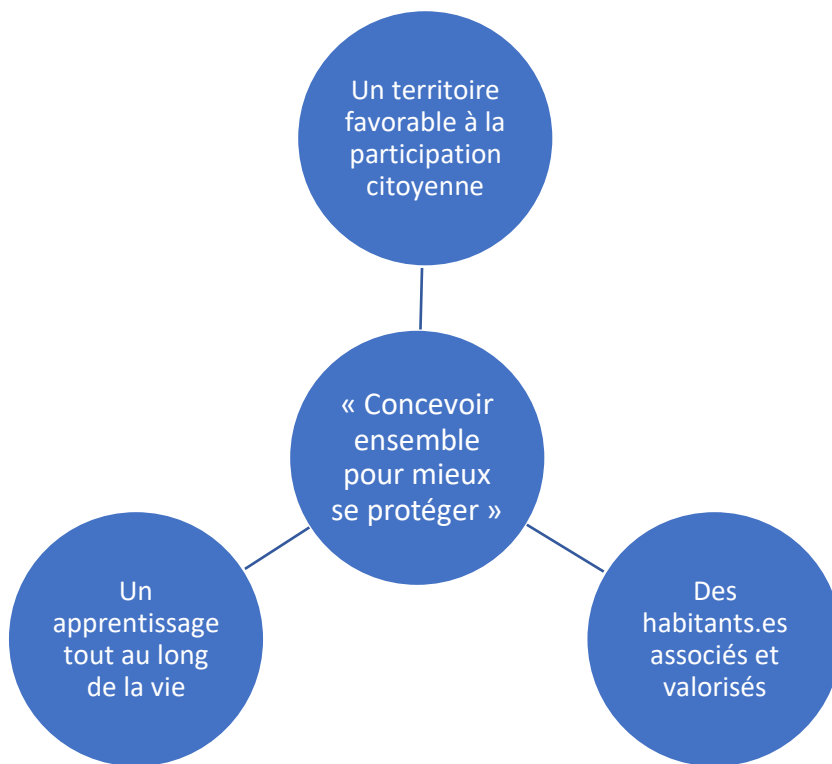 Un territoire
favorable à la
participation
citoyenne
« Concevoir
ensemble
pour mieux
se protéger »
Un
apprentissage
tout au long
de la vie
Des
habitants.es
associés et
valorisés